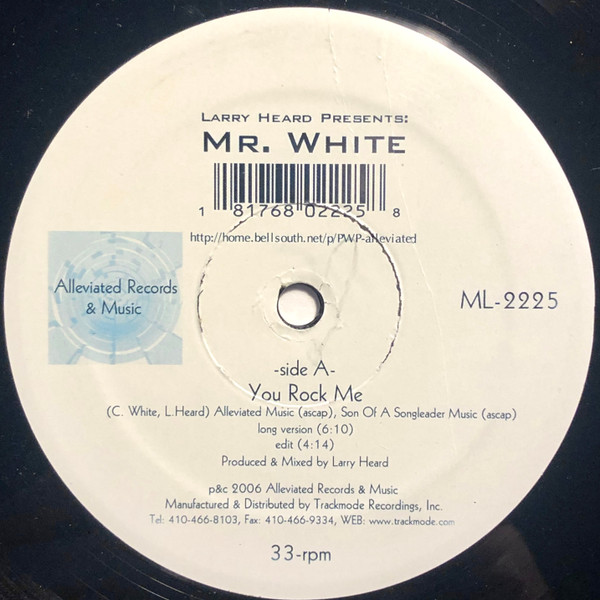 Larry Heard Presents:
Mr. White
1 81768 02225 8
http://home.bellsouth.net/p/PWP-alleviated
Alleviated Records
& Music
ML-2225
-side A-
You Rock Me
(C. White, L.Heard) Alleviated Music (ascap), Son Of A Songleader Music (ascap)
long version (6:10)
edit (4:14)
Produced & Mixed by Larry Heard
p&c 2006 Alleviated Records & Music
Manufactured & Distributed by Trackmode Recordings, Inc.
Tel: 410-466-8103, Fax: 410-466-9334, WEB: www.trackmode.com
33-rpm